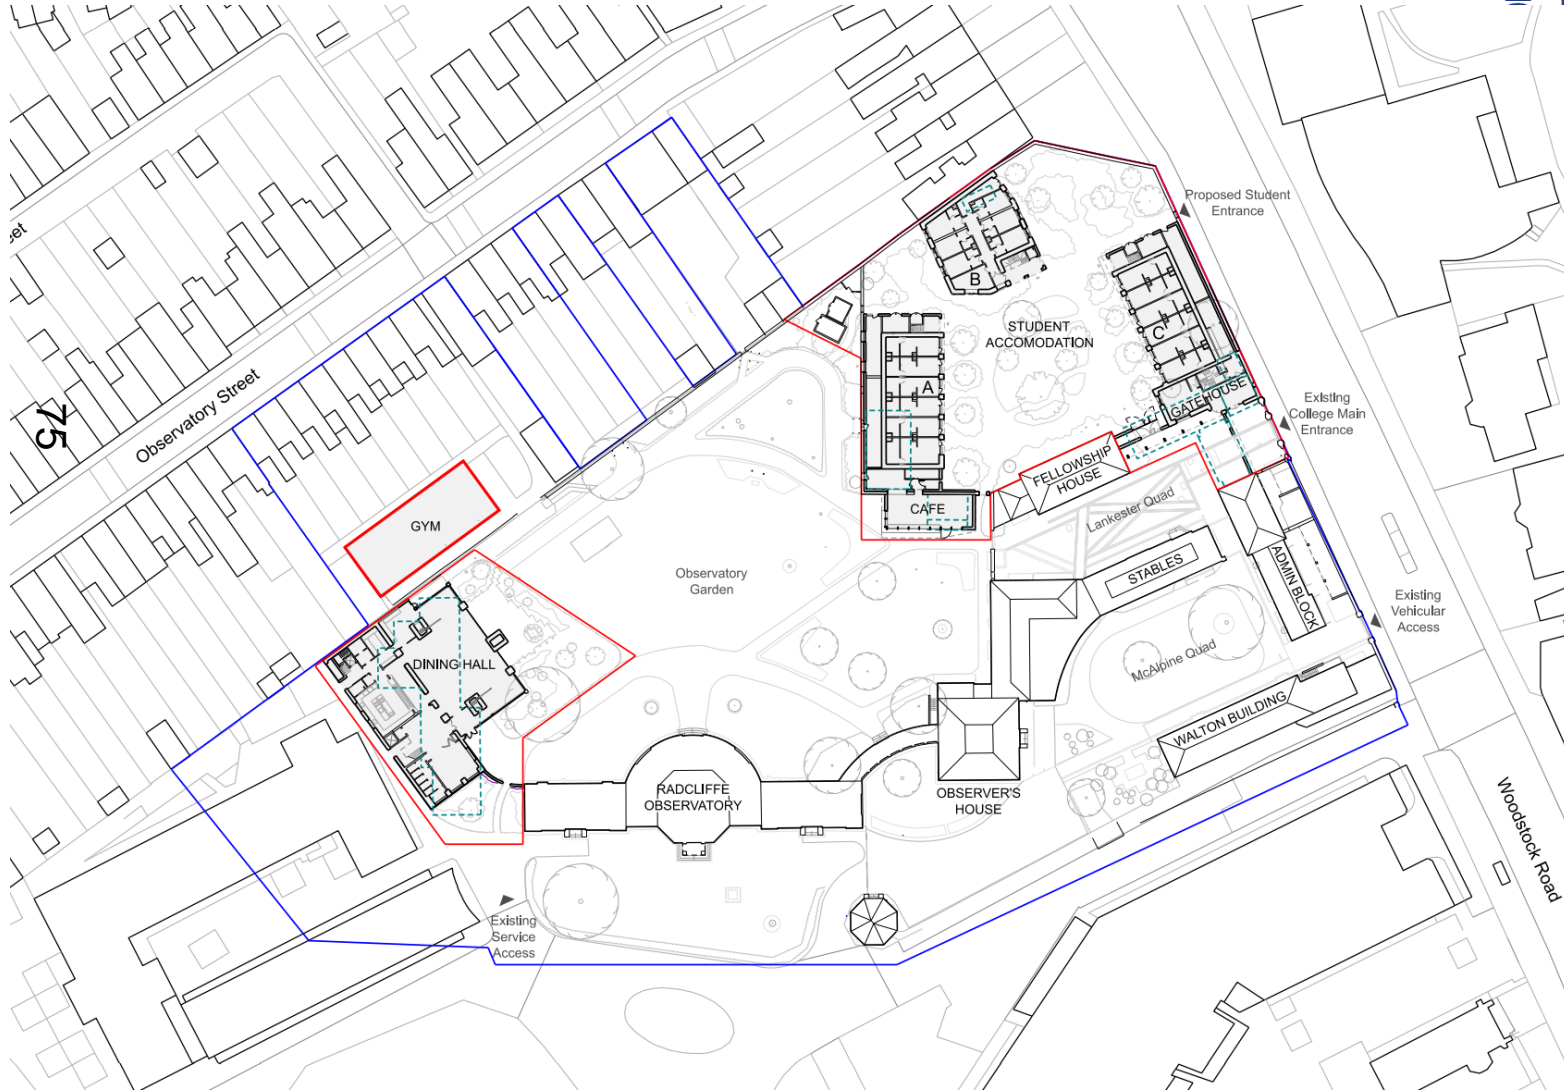 Proposed Student
Entrance
B
STUDENT
ACCOMODATION
C
A
GATEHOUSE
Existing
College Main
Entrance
et
Observatory Street
75
FELLOWSHIP
HOUSE
CAFE
Lankester Quad
GYM
STABLES
ADMIN BLOCK
Observatory
Garden
Existing
Vehicular
Access
DINING HALL
McAlpine Quad
WALTON BUILDING
RADCLIFFE
OBSERVATORY
OBSERVER'S
HOUSE
Woodstock Road
Existing
Service
Access